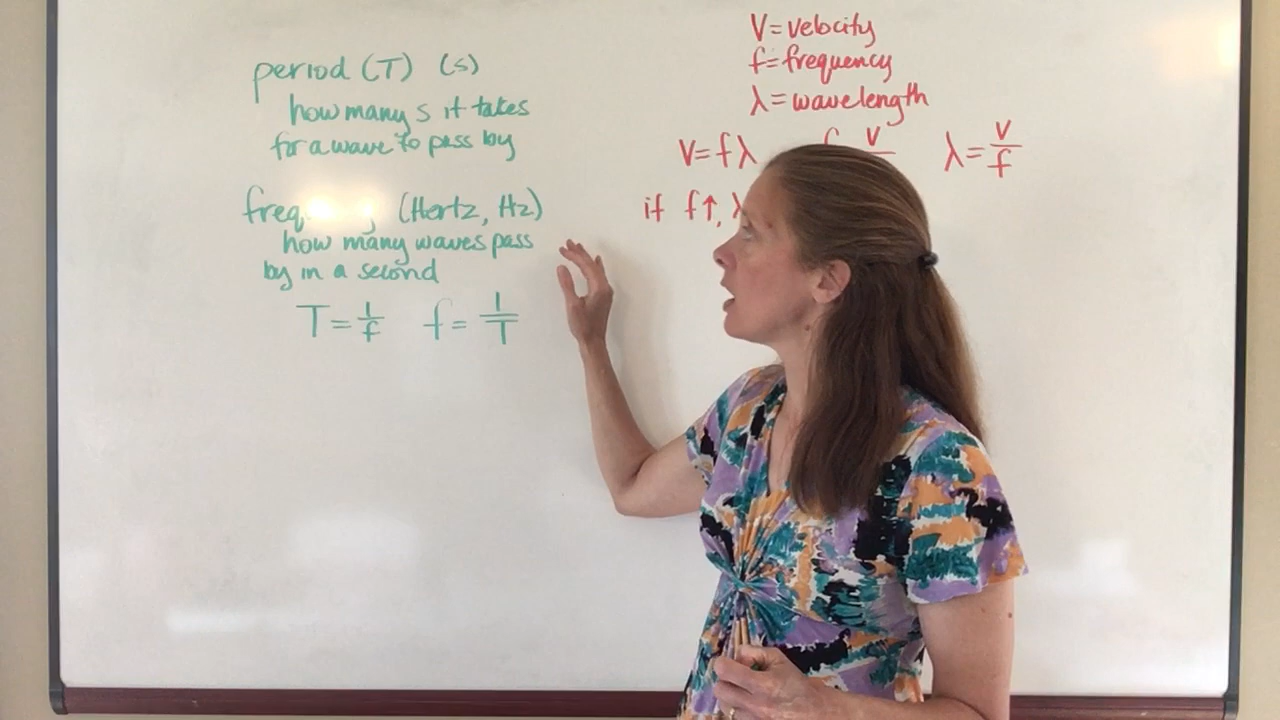 period (T) (s)
how many s it takes
for a wave to pass by
(Hertz, Hz)
how many waves pass
by in a second
T = 1/f f = 1/T
V = velocity
f = frequency
λ = wavelength
V = fλ
λ = v/f
if f↑,